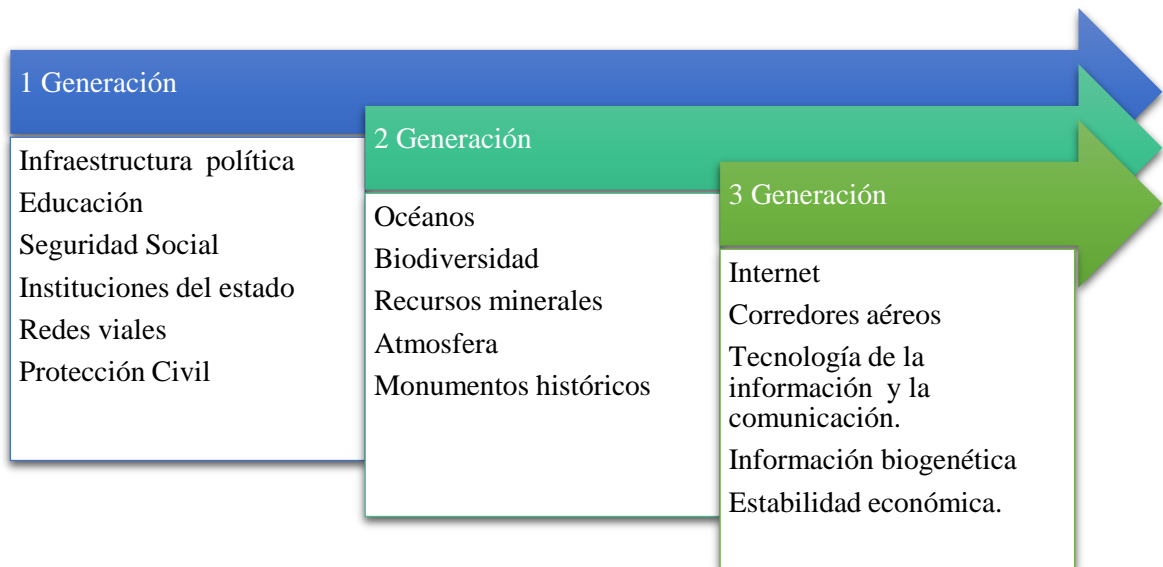 1 Generación
Infraestructura política
Educación
Seguridad Social
Instituciones del estado
Redes viales
Protección Civil
2 Generación
Océanos
Biodiversidad
Recursos minerales
Atmosfera
Monumentos históricos
3 Generación
Internet
Corredores aéreos
Tecnología de la
información y la
comunicación.
Información biogenética
Estabilidad económica.